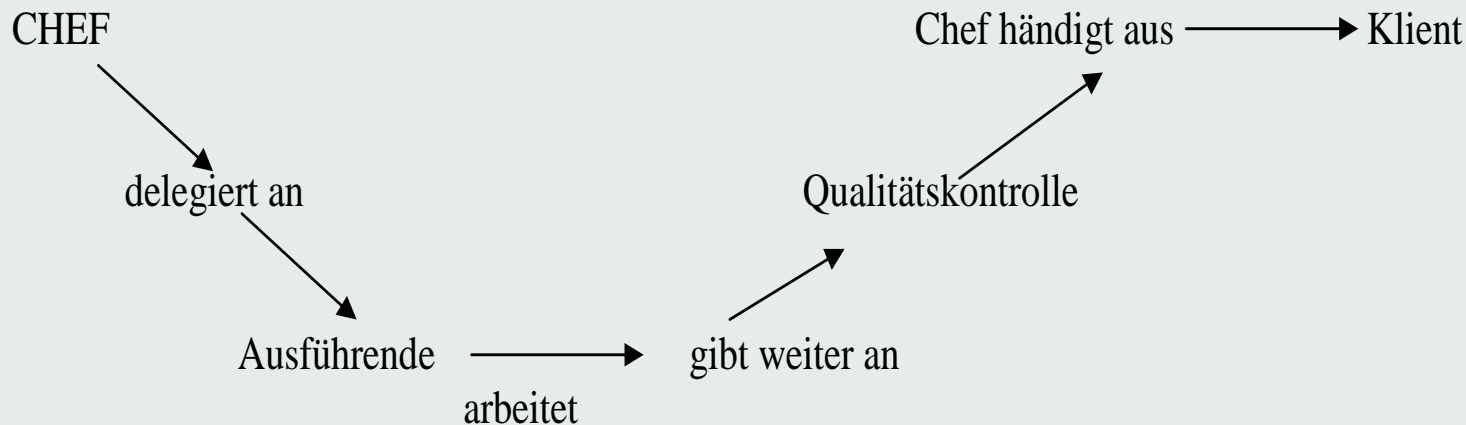 CHEF
Chef händigt aus
Klient
delegiert an
Qualitätskontrolle
Ausführende
gibt weiter an
arbeitet